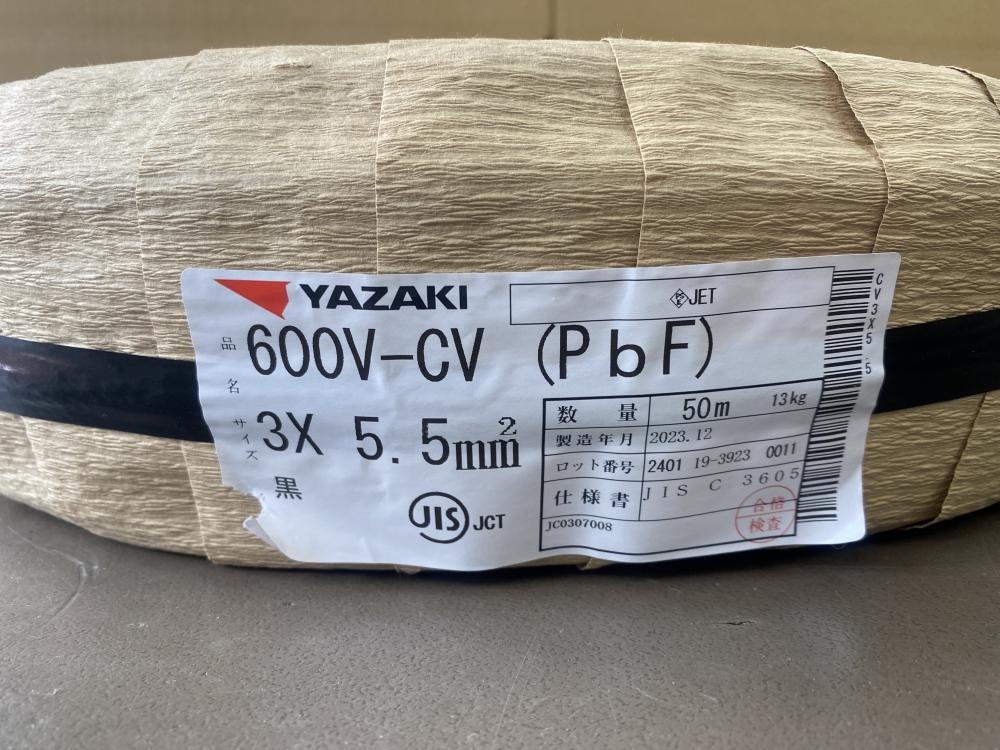 YAZAKI
PSE JET
品名 600V-CV (PbF)
サイズ 3X 5.5mm²
黒
JIS JCT
数量 50m 13kg
製造年月 2023.12
ロット番号 2401 19-3923 0011
仕様書 JIS C 3605
JC0307008
合格
検査
CV3X5.5